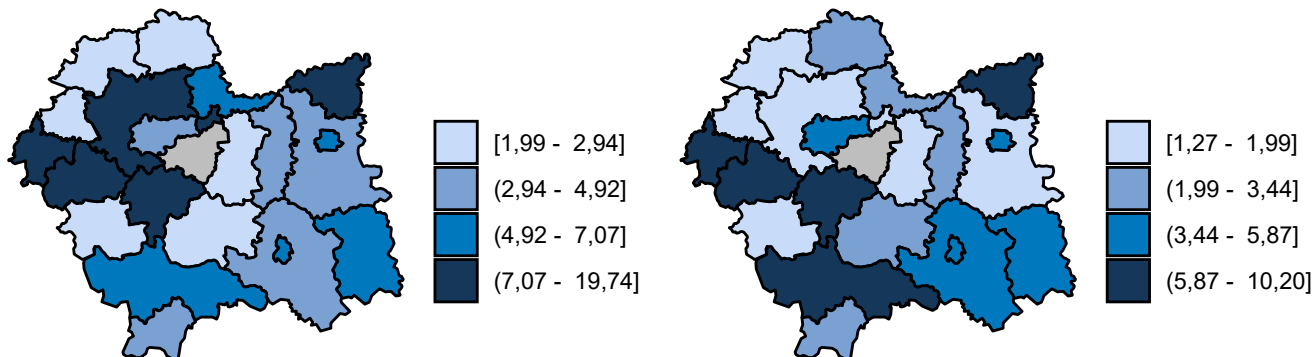 [1,99 - 2,94]
(2,94 - 4,92]
(4,92 - 7,07]
(7,07 - 19,74]
[1,27 - 1,99]
(1,99 - 3,44]
(3,44 - 5,87]
(5,87 - 10,20]